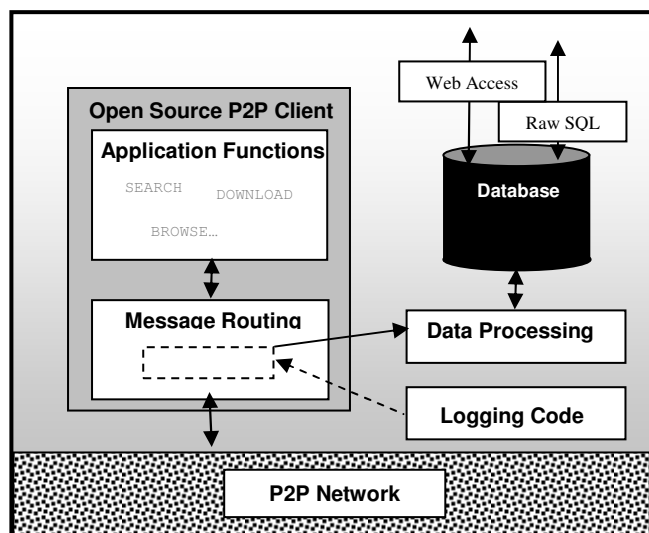 Web Access
Raw SQL
Open Source P2P Client
Application Functions
SEARCH
DOWNLOAD
BROWSE…
Database
Message Routing
Data Processing
Logging Code
P2P Network